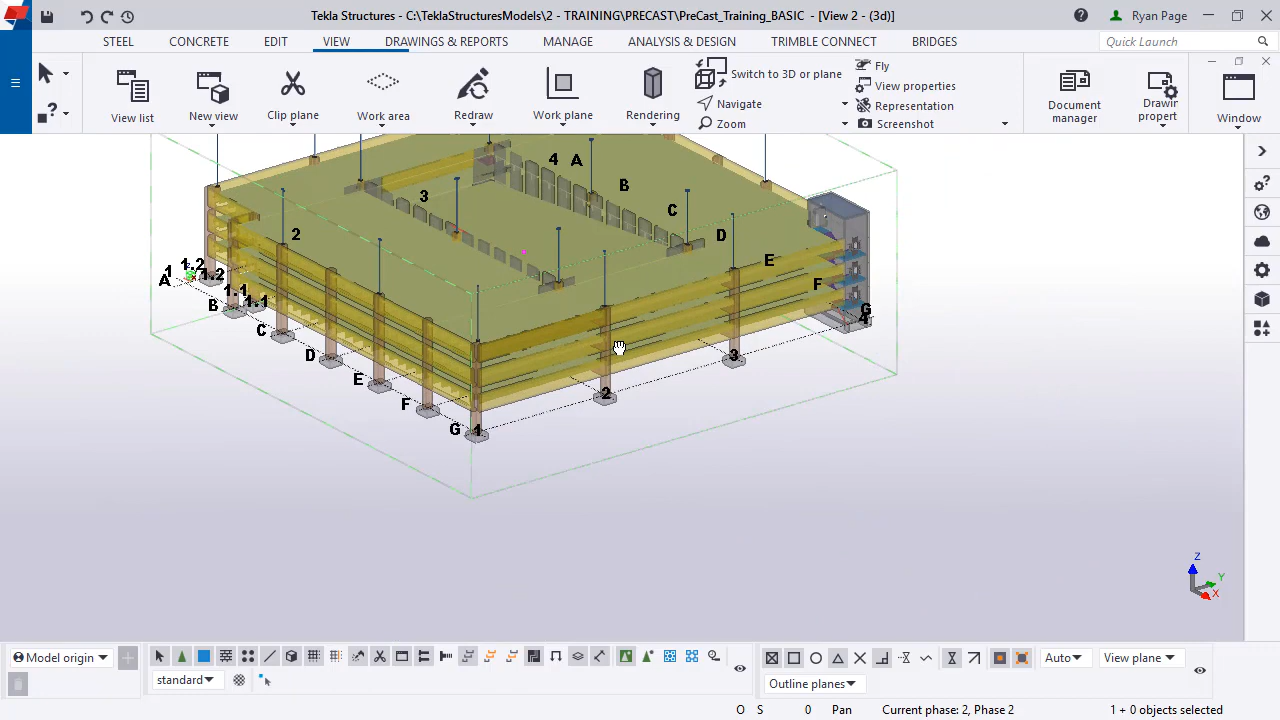 Tekla Structures - C:\TeklaStructuresModels\2 - TRAINING\PRECAST\PreCast_Training_BASIC - [View 2 - (3d)]
Ryan Page
STEEL CONCRETE EDIT VIEW DRAWINGS & REPORTS MANAGE ANALYSIS & DESIGN TRIMBLE CONNECT BRIDGES
Quick Launch
View list
New view
Clip plane
Work area
Redraw
Work plane
Rendering
Switch to 3D or plane
Navigate
Zoom
Fly
View properties
Representation
Screenshot
Document manager
Drawir propert
Window
4 A
B
3
C
2
D
E
F
G
4
1 1.2
A 1.2
1.1
B 1.1
C
D
3
E
2
F
G 1
Z
Y
X
Model origin
Auto
View plane
standard
Outline planes
O S 0 Pan Current phase: 2, Phase 2 1 + 0 objects selected